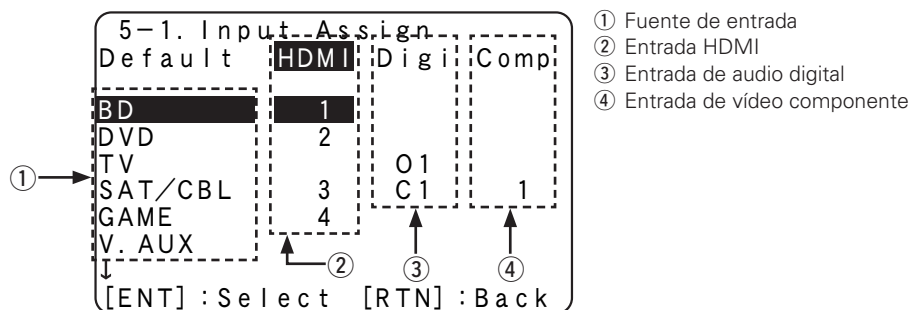 5-1. Input Assign
Default HDMI Digi Comp
BD 1
DVD 2
TV O1
SAT/CBL 3 C1 1
GAME 4
V. AUX
↓
[ENT]:Select [RTN]:Back
①
②
③
④
① Fuente de entrada
② Entrada HDMI
③ Entrada de audio digital
④ Entrada de vídeo componente